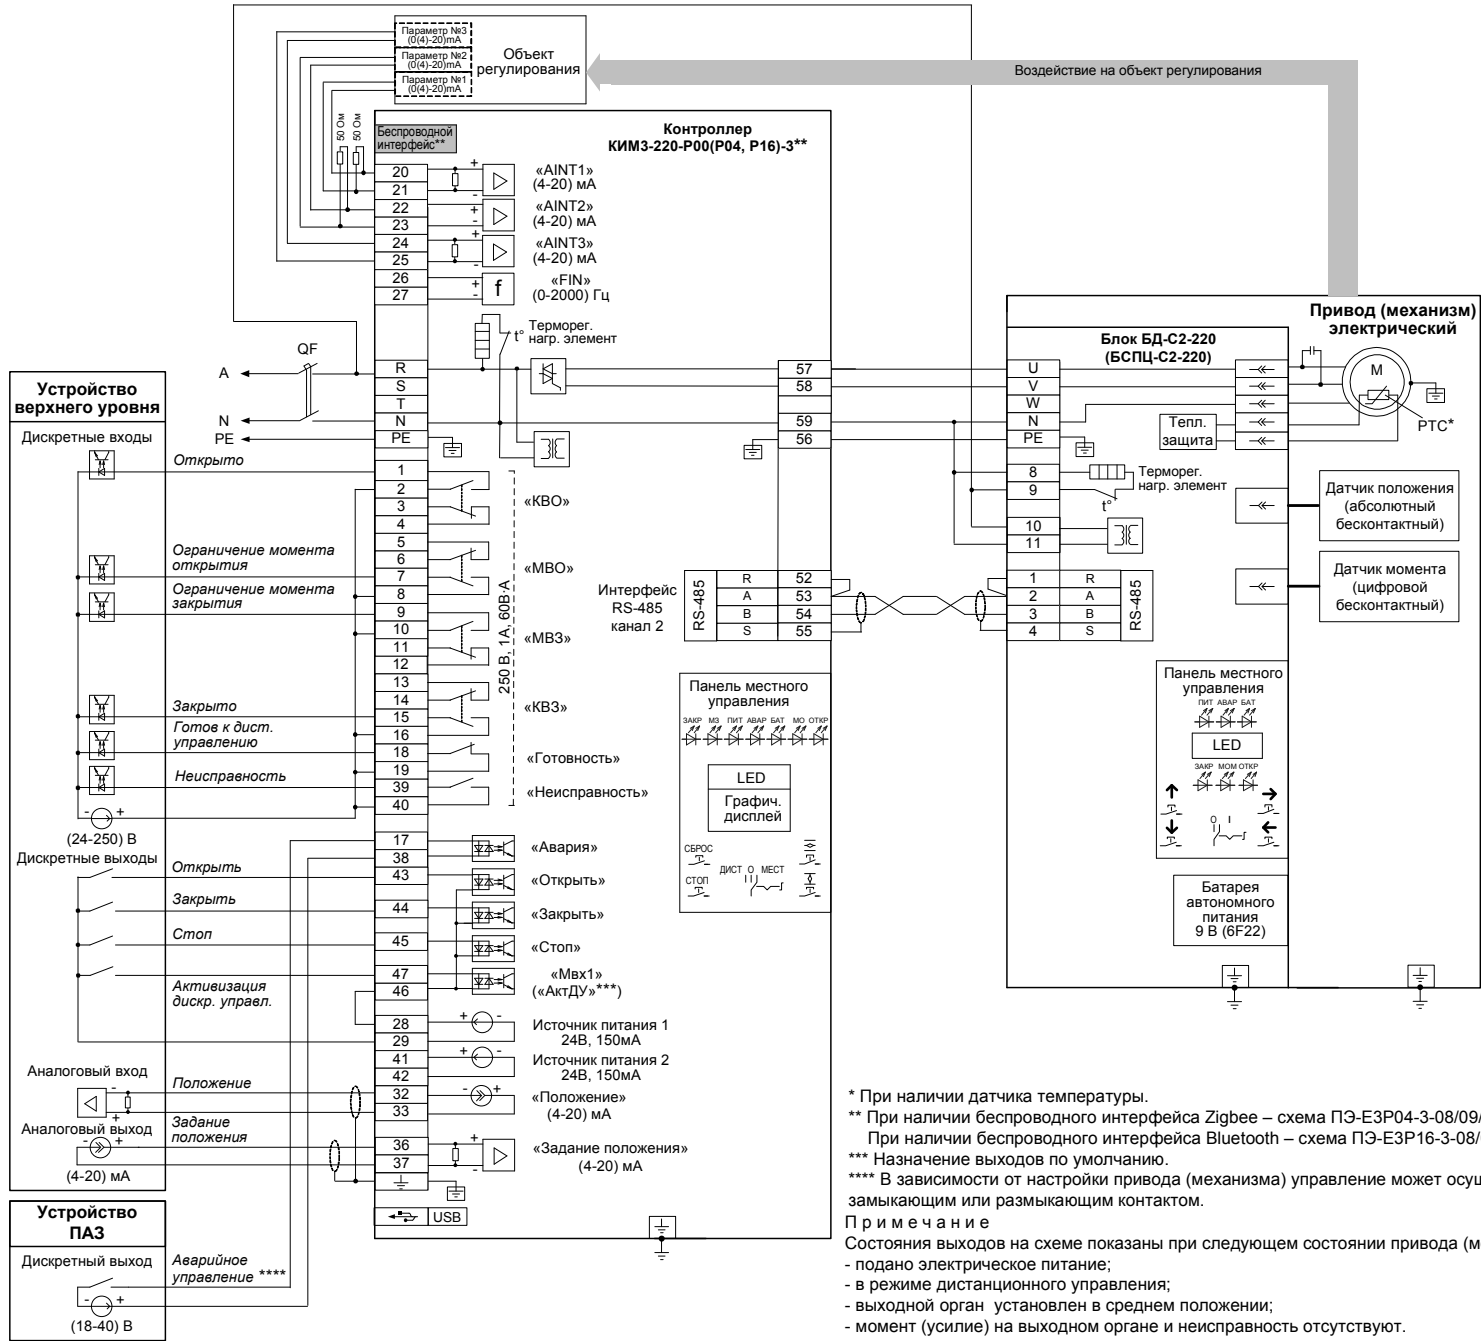 Параметр №3
(0(4)-20)mA
Параметр №2
(0(4)-20)mA
Параметр №1
(0(4)-20)mA
Объект
регулирования
Воздействие на объект регулирования
50 Ом
50 Ом
Беспроводной
интерфейс**
Контроллер
КИМ3-220-Р00(Р04, Р16)-3**
20
21
22
23
24
25
26
27
+
-
«AINT1»
(4-20) мА
+
-
«AINT2»
(4-20) мА
+
-
«AINT3»
(4-20) мА
+
-
f
«FIN»
(0-2000) Гц
t°
Терморег.
нагр. элемент
QF
A
N
PE
R
S
T
N
PE
57
58
59
56
Устройство
верхнего уровня
Дискретные входы
Открыто
Ограничение момента
открытия
Ограничение момента
закрытия
Закрыто
Готов к дист.
управлению
Неисправность
- +
(24-250) В
1
2
3
4
5
6
7
8
9
10
11
12
13
14
15
16
18
19
39
40
«КВО»
«МВО»
«МВЗ»
«КВЗ»
«Готовность»
«Неисправность»
250 В, 1А, 60В·А
Дискретные выходы
Открыть
Закрыть
Стоп
Активизация
дискр. управл.
17
38
43
44
45
47
46
28
29
41
42
32
33
36
37
«Авария»
«Открыть»
«Закрыть»
«Стоп»
«Мвх1»
(«АктДУ»***)
+ -
Источник питания 1
24В, 150мА
+ -
Источник питания 2
24В, 150мА
- +
«Положение»
(4-20) мА
+
-
«Задание положения»
(4-20) мА
Аналоговый вход
-
+
Положение
Аналоговый выход
- +
Задание
положения
(4-20) мА
USB
Устройство
ПАЗ
Дискретный выход
Аварийное
управление ****
- +
(18-40) В
Интерфейс
RS-485
канал 2
RS-485
R 52
A 53
B 54
S 55
Панель местного
управления
ЗАКР МЗ ПИТ АВАР БАТ МО ОТКР
LED
Графич.
дисплей
СБРОС
СТОП
ДИСТ О МЕСТ
Привод (механизм)
электрический
Блок БД-С2-220
(БСПЦ-С2-220)
U
V
W
N
PE
8
9
10
11
Тепл.
защита
M
PTC*
Терморег.
нагр. элемент
t°
Датчик положения
(абсолютный
бесконтактный)
Датчик момента
(цифровой
бесконтактный)
1 R
2 A
3 B
4 S
RS-485
Панель местного
управления
ПИТ АВАР БАТ
LED
ЗАКР МОМ ОТКР
O I
Батарея
автономного
питания
9 В (6F22)
* При наличии датчика температуры.
** При наличии беспроводного интерфейса Zigbee – схема ПЭ-Е3Р04-3-08/09/
При наличии беспроводного интерфейса Bluetooth – схема ПЭ-Е3Р16-3-08/
*** Назначение выходов по умолчанию.
**** В зависимости от настройки привода (механизма) управление может осущ
замыкающим или размыкающим контактом.
П р и м е ч а н и е
Состояния выходов на схеме показаны при следующем состоянии привода (м
- подано электрическое питание;
- в режиме дистанционного управления;
- выходной орган установлен в среднем положении;
- момент (усилие) на выходном органе и неисправность отсутствуют.